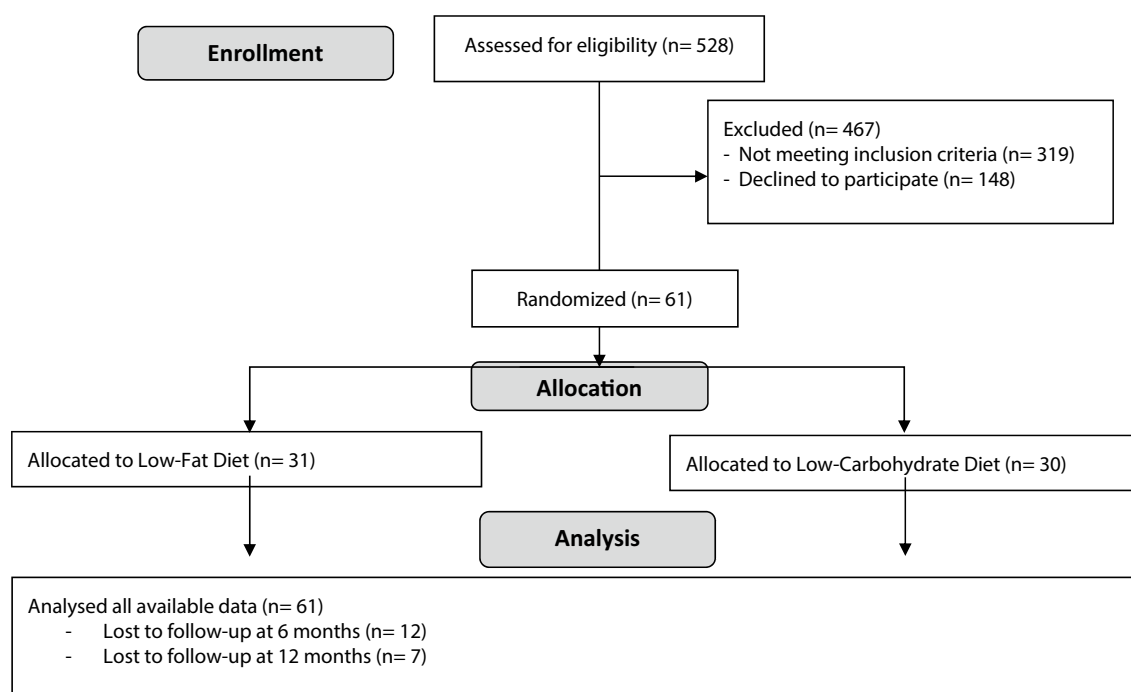 Enrollment
Assessed for eligibility (n= 528)
Excluded (n= 467)
- Not meeting inclusion criteria (n= 319)
- Declined to participate (n= 148)
Randomized (n= 61)
Allocation
Allocated to Low-Fat Diet (n= 31)
Allocated to Low-Carbohydrate Diet (n= 30)
Analysis
Analysed all available data (n= 61)
- Lost to follow-up at 6 months (n= 12)
- Lost to follow-up at 12 months (n= 7)